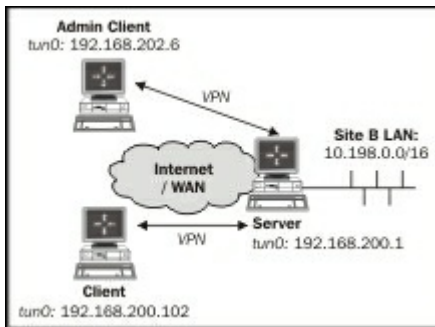 Admin Client
tun0: 192.168.202.6
VPN
Site B LAN:
10.198.0.0/16
Internet
/ WAN
Server
VPN
tun0: 192.168.200.1
Client
tun0: 192.168.200.102